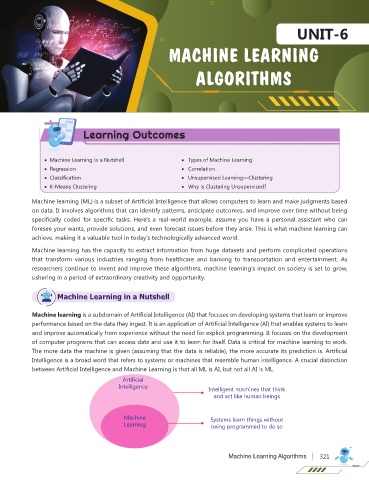 UNIT-6
MACHINE LEARNING
ALGORITHMS
Learning Outcomes
• Machine Learning in a Nutshell
• Types of Machine Learning
• Regression
• Correlation
• Classification
• Unsupervised Learning—Clustering
• K-Means Clustering
• Why is Clustering Unsupervised?
Machine learning (ML) is a subset of Artificial Intelligence that allows computers to learn and make judgments based
on data. It involves algorithms that can identify patterns, anticipate outcomes, and improve over time without being
specifically coded for specific tasks. Here's a real-world example, assume you have a personal assistant who can
foresee your wants, provide solutions, and even forecast issues before they arise. This is what machine learning can
achieve, making it a valuable tool in today's technologically advanced world.
Machine learning has the capacity to extract information from huge datasets and perform complicated operations
that transform various industries ranging from healthcare and banking to transportation and entertainment. As
researchers continue to invent and improve these algorithms, machine learning's impact on society is set to grow,
ushering in a period of extraordinary creativity and opportunity.
Machine Learning in a Nutshell
Machine learning is a subdomain of Artificial Intelligence (AI) that focuses on developing systems that learn or improve
performance based on the data they ingest. It is an application of Artificial Intelligence (AI) that enables systems to learn
and improve automatically from experience without the need for explicit programming. It focuses on the development
of computer programs that can access data and use it to learn for itself. Data is critical for machine learning to work.
The more data the machine is given (assuming that the data is reliable), the more accurate its prediction is. Artificial
Intelligence is a broad word that refers to systems or machines that resemble human intelligence. A crucial distinction
between Artificial Intelligence and Machine Learning is that all ML is AI, but not all AI is ML.
Artificial
Intelligence
Intelligent machines that think
and act like human beings
Machine
Learning
Systems learn things without
being programmed to do so
Machine Learning Algorithms | 321